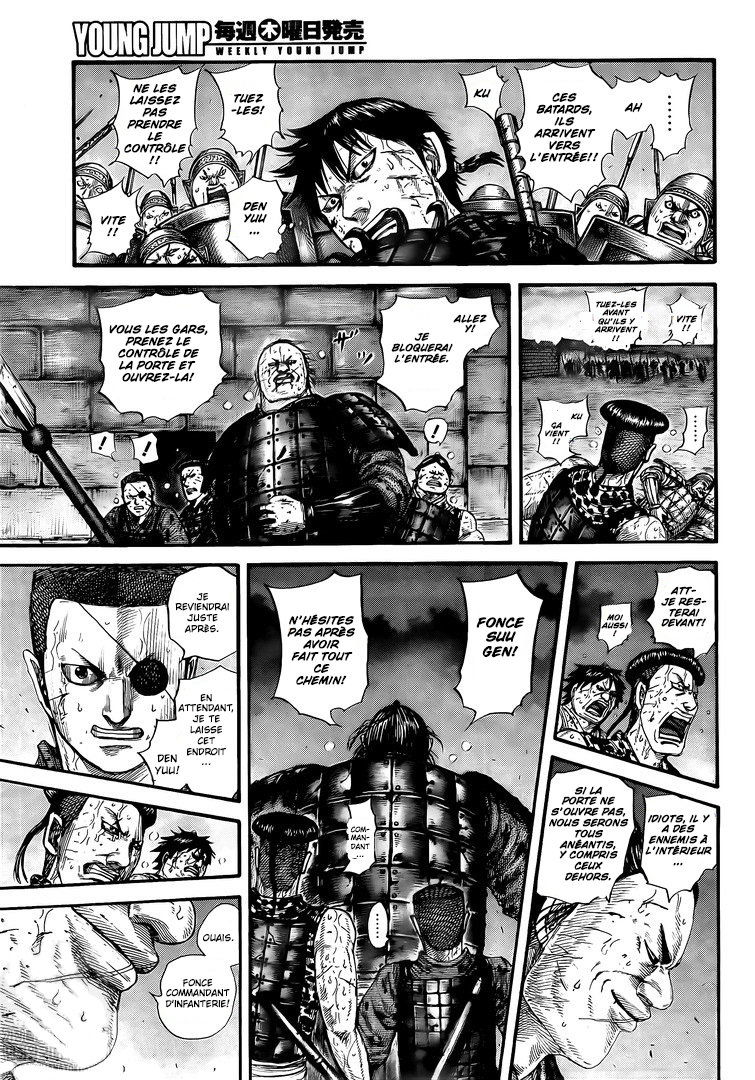 YOUNG JUMP
毎週木曜日発売
WEEKLY YOUNG JUMP
......
AH
CES
BATARDS,
ILS
ARRIVENT
VERS
L'ENTRÉE!!
KU
TUEZ
-LES!
NE LES
LAISSEZ
PAS
PRENDRE
LE
CONTRÔLE
!!
DEN
YUU
...
VITE
!!
VITE
!!
TUEZ-LES
AVANT
QU'ILS Y
ARRIVENT
!!
......
KU
ÇA
VIENT
!!
ALLEZ
Y!
JE
BLOQUERAI
L'ENTRÉE.
ザッ
VOUS LES GARS,
PRENEZ LE
CONTRÔLE DE
LA PORTE ET
OUVREZ-LA!
!
!
!
ATT-
JE RES-
TERAI
DEVANT!
MOI
AUSSI
!
IDIOTS, IL Y
A DES
ENNEMIS À
L'INTÉRIEUR
...
SI LA
PORTE NE
S'OUVRE PAS,
NOUS SERONS
TOUS
ANÉANTIS,
Y COMPRIS
CEUX
DEHORS.
FONCE
SUU
GEN!
N'HÉSITES
PAS APRÈS
AVOIR
FAIT TOUT
CE
CHEMIN!
COM-
MAN-
DANT
...
......
JE
REVIENDRAI
JUSTE
APRÈS.
EN
ATTENDANT,
JE TE
LAISSE
CET
ENDROIT
...
DEN
YUU!
OUAIS.
FONCE
COMMANDANT
D'INFANTERIE!